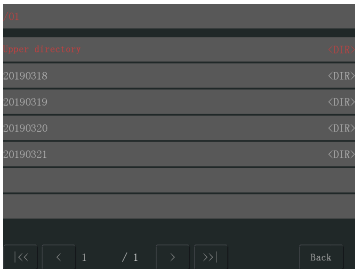 Upper directory <DIR>
20190318 <DIR>
20190319 <DIR>
20190320 <DIR>
20190321 <DIR>
|<< < 1 / 1 > >>| Back